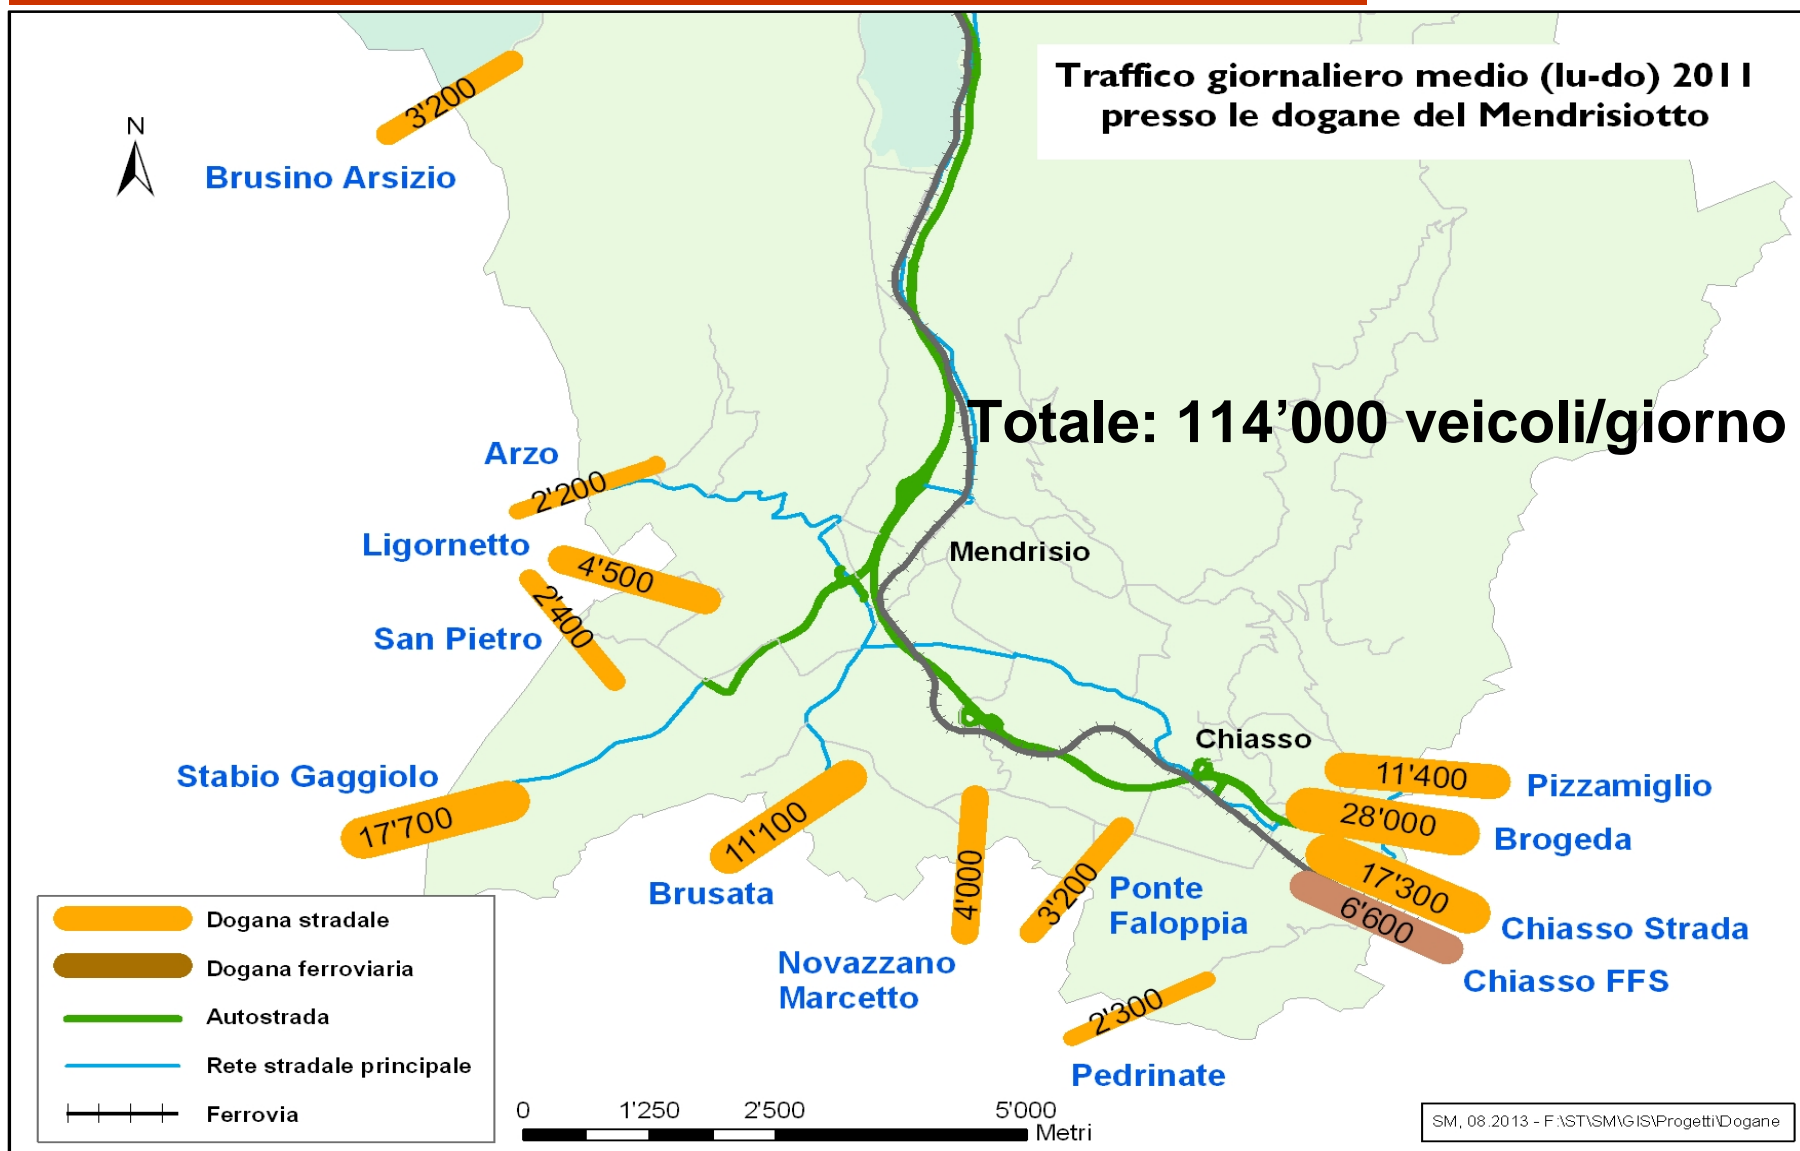 Traffico giornaliero medio (lu-do) 2011
presso le dogane del Mendrisiotto
3'200
N
Brusino Arsizio
Totale: 114’000 veicoli/giorno
Arzo
2'200
Ligornetto
4'500
Mendrisio
2'400
San Pietro
Chiasso
Stabio Gaggiolo
17'700
11'400
Pizzamiglio
28'000
Brogeda
11'100
Brusata
4'000
3'200
Ponte
Faloppia
17'300
Chiasso Strada
6'600
Chiasso FFS
Novazzano
Marcetto
2'300
Pedrinate
Dogana stradale
Dogana ferroviaria
Autostrada
Rete stradale principale
Ferrovia
0 1'250 2'500 5'000
Metri
SM, 08.2013 - F:\ST\SM\GIS\Progetti\Dogane